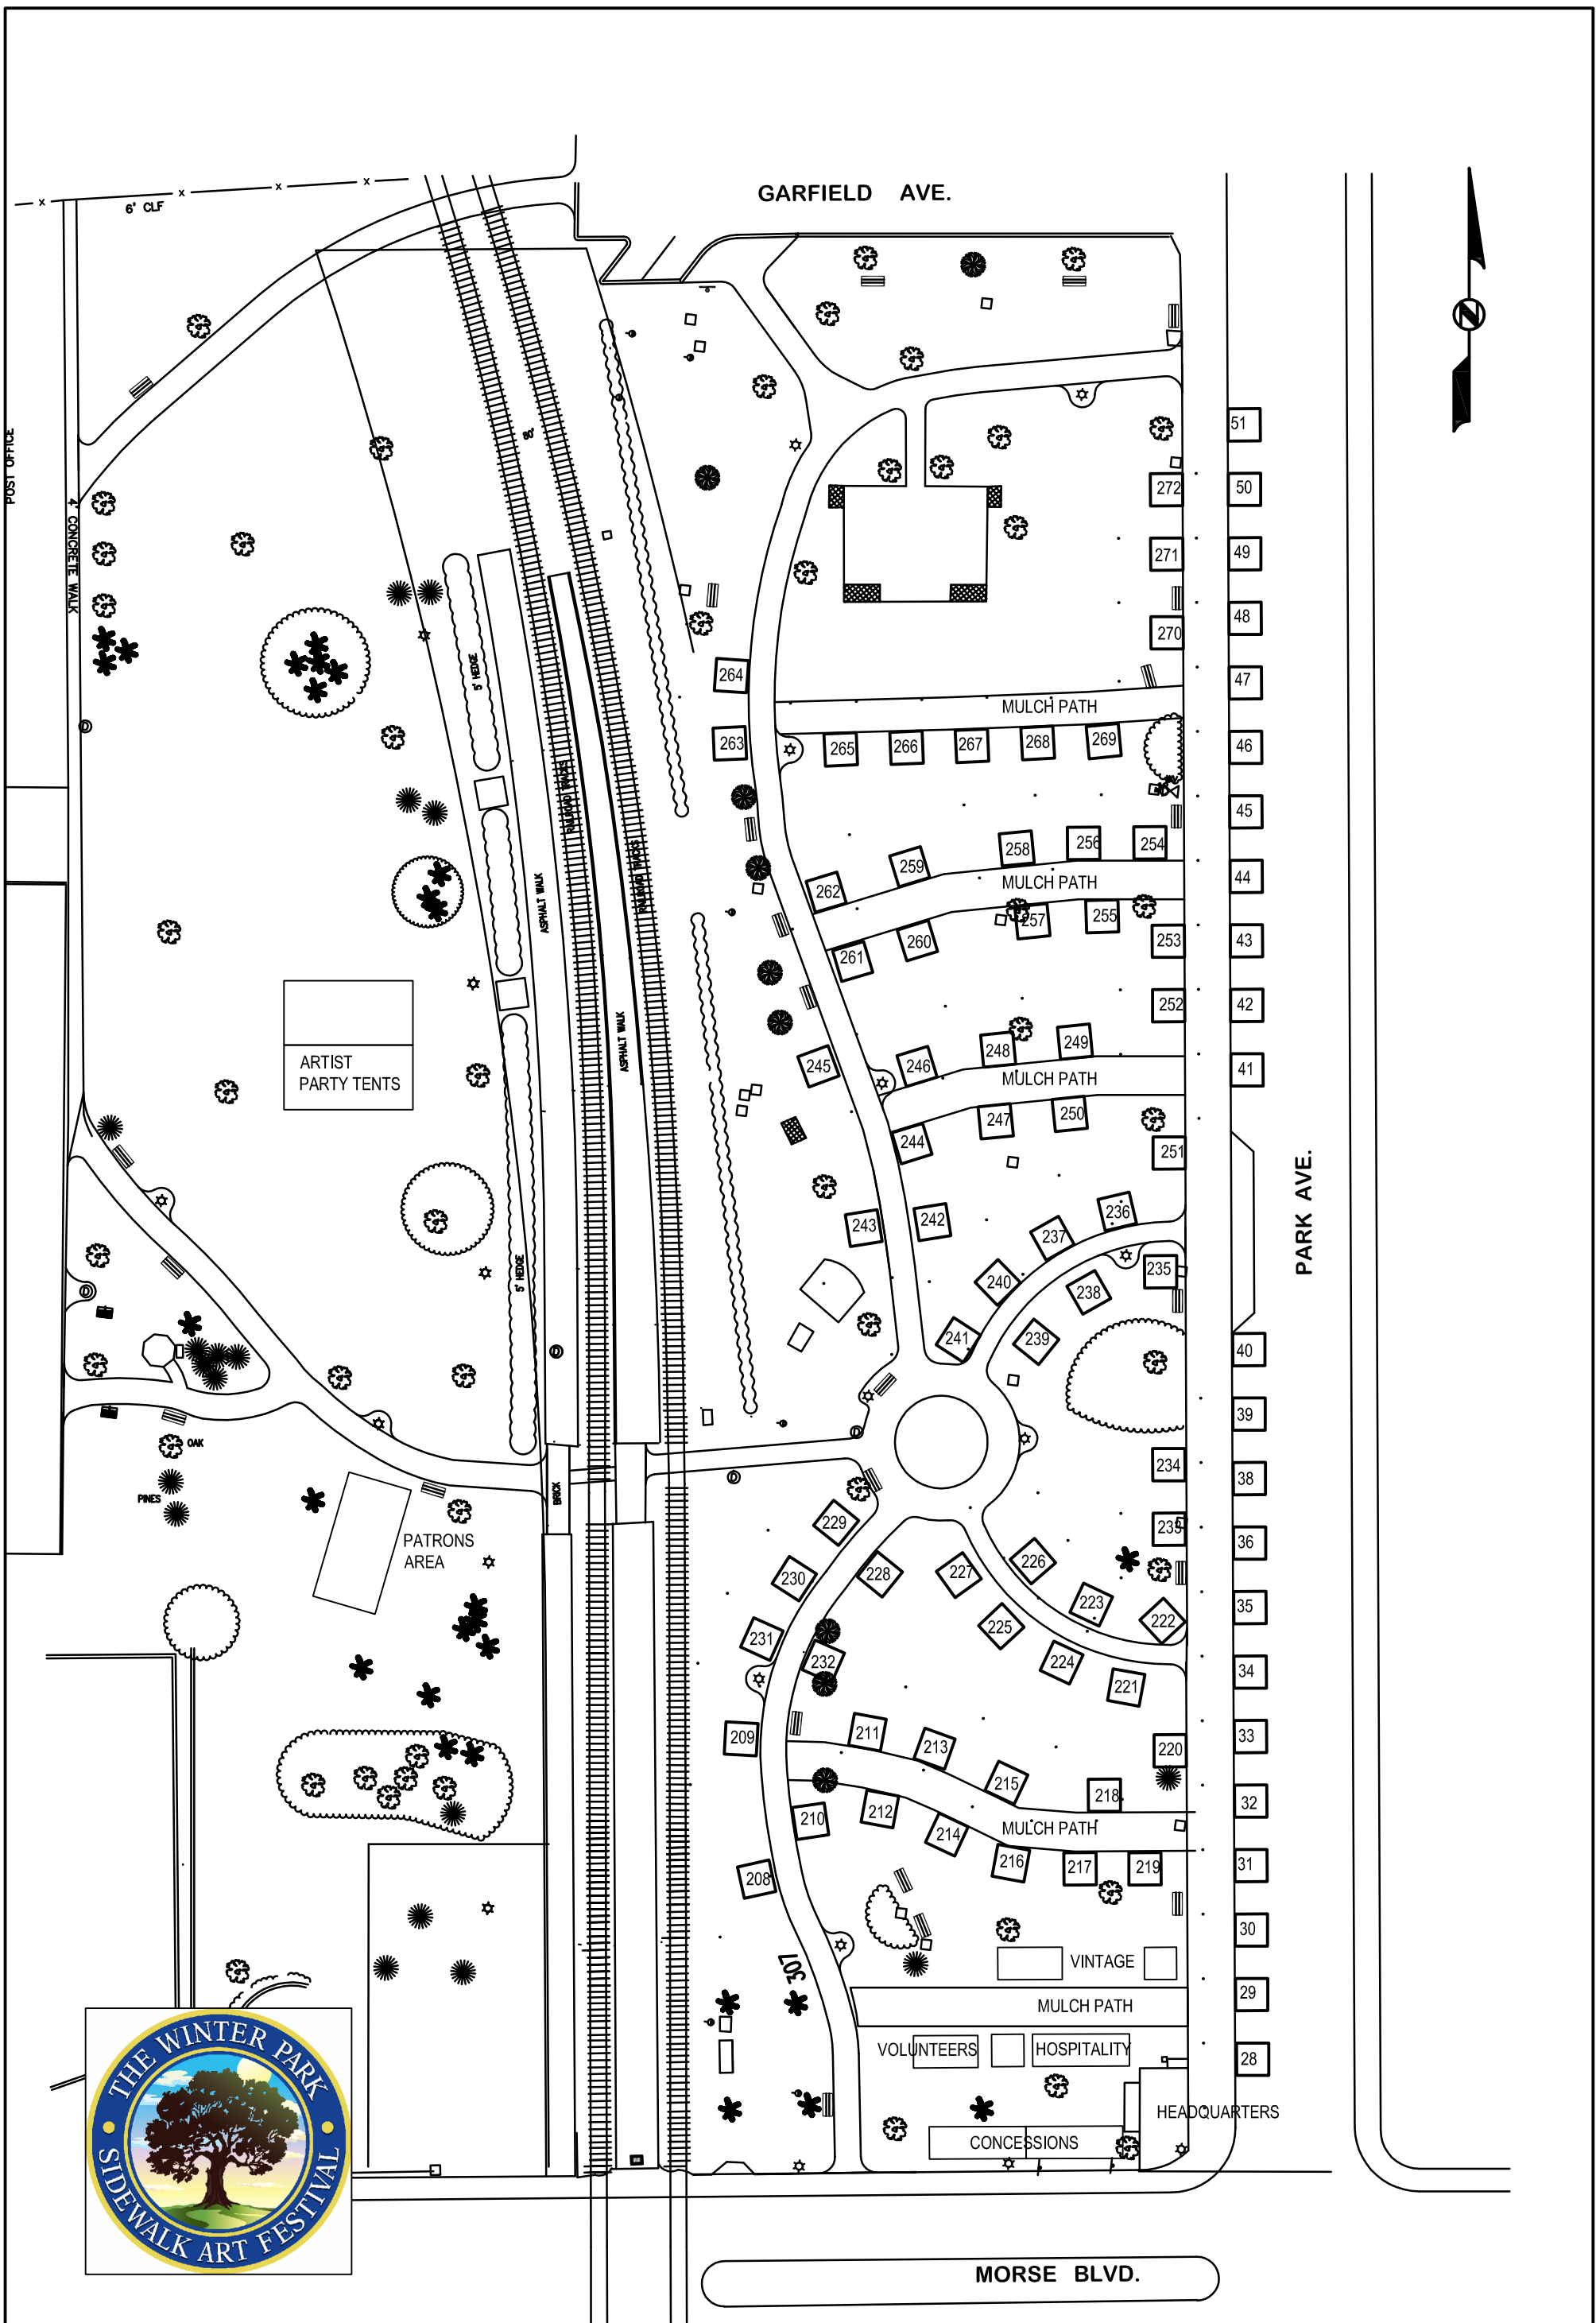 GARFIELD AVE.
6' CLF
POST OFFICE
4' CONCRETE WALK
80'
51
272
50
271
49
270
48
264
47
MULCH PATH
263
265
266
267
268
269
46
5' HEDGE
RAILROAD TRACKS
RAILROAD TRACKS
45
258
256
254
259
262
MULCH PATH
44
257
255
260
261
253
43
ASPHALT WALK
252
42
248
249
245
246
ASPHALT WALK
MULCH PATH
41
ARTIST
PARTY TENTS
247
250
244
251
PARK AVE.
243
242
236
237
235
240
238
5' HEDGE
241
239
40
39
OAK
234
38
PINES
BRICK
229
235
36
PATRONS
AREA
230
228
227
226
223
222
35
231
225
232
224
34
221
209
211
213
220
33
215
218
32
210
212
214
MULCH PATH
216
217
219
31
208
30
VINTAGE
307
29
MULCH PATH
VOLUNTEERS
HOSPITALITY
28
HEADQUARTERS
CONCESSIONS
THE WINTER PARK
SIDEWALK ART FESTIVAL
MORSE BLVD.